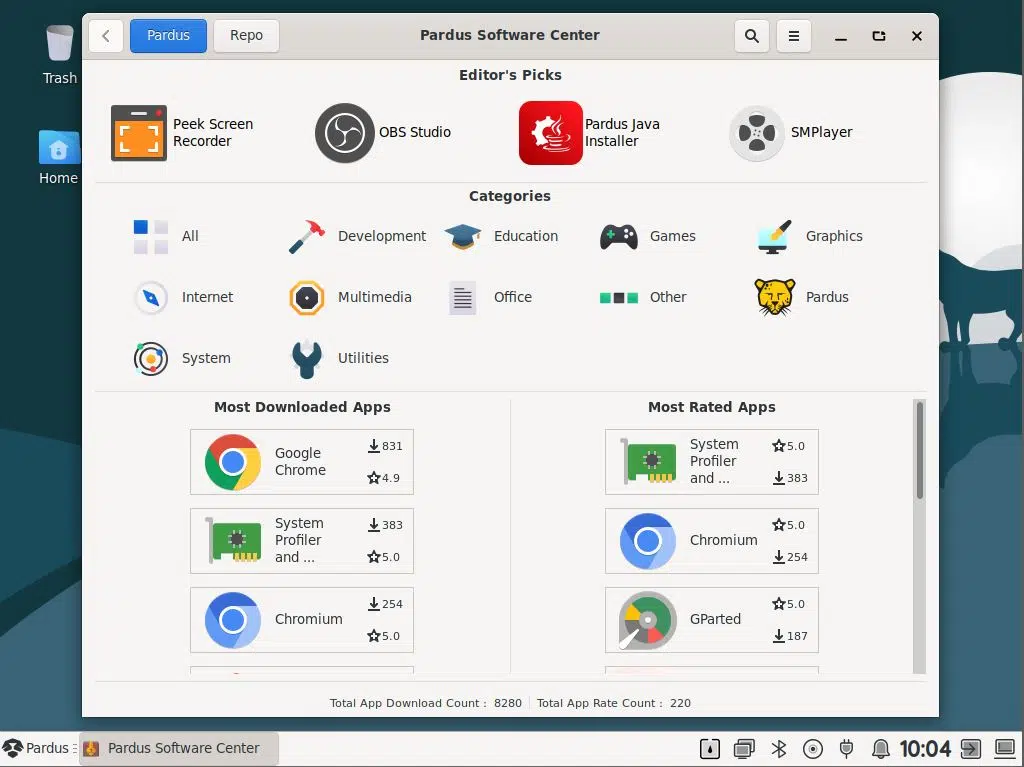 Trash
Home
Pardus
Repo
Pardus Software Center
Editor's Picks
Peek Screen
Recorder
OBS Studio
Pardus Java
Installer
SMPlayer
Categories
All
Development
Education
Games
Graphics
Internet
Multimedia
Office
Other
Pardus
System
Utilities
Most Downloaded Apps
Google
Chrome
831
4.9
System
Profiler
and ...
383
5.0
Chromium
254
5.0
Most Rated Apps
System
Profiler
and ...
5.0
383
Chromium
5.0
254
GParted
5.0
187
Total App Download Count : 8280
Total App Rate Count : 220
Pardus
Pardus Software Center
10:04